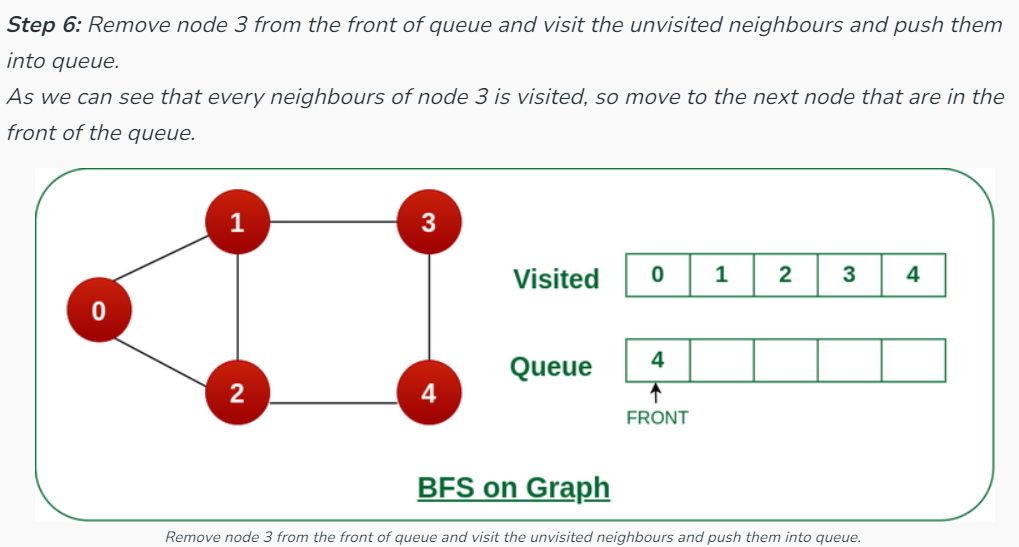 Step 6: Remove node 3 from the front of queue and visit the unvisited neighbours and push them
into queue.
As we can see that every neighbours of node 3 is visited, so move to the next node that are in the
front of the queue.
1 3
0
2 4
Visited 0 1 2 3 4
Queue 4
FRONT
BFS on Graph
Remove node 3 from the front of queue and visit the unvisited neighbours and push them into queue.